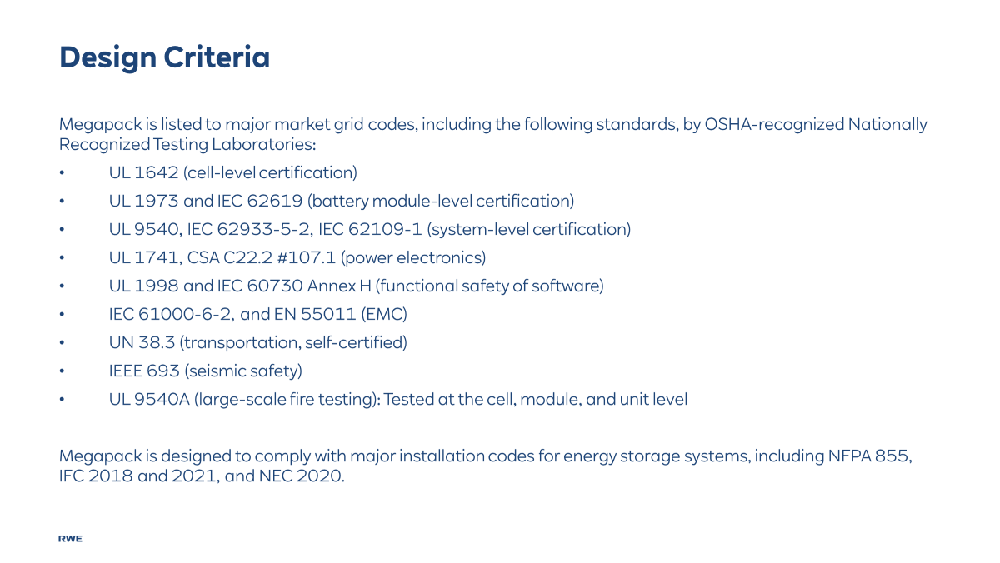 Design Criteria
Megapack is listed to major market grid codes, including the following standards, by OSHA-recognized Nationally
Recognized Testing Laboratories:
• UL 1642 (cell-level certification)
• UL 1973 and IEC 62619 (battery module-level certification)
• UL 9540, IEC 62933-5-2, IEC 62109-1 (system-level certification)
• UL 1741, CSA C22.2 #107.1 (power electronics)
• UL 1998 and IEC 60730 Annex H (functional safety of software)
• IEC 61000-6-2, and EN 55011 (EMC)
• UN 38.3 (transportation, self-certified)
• IEEE 693 (seismic safety)
• UL 9540A (large-scale fire testing): Tested at the cell, module, and unit level
Megapack is designed to comply with major installation codes for energy storage systems, including NFPA 855,
IFC 2018 and 2021, and NEC 2020.
RWE